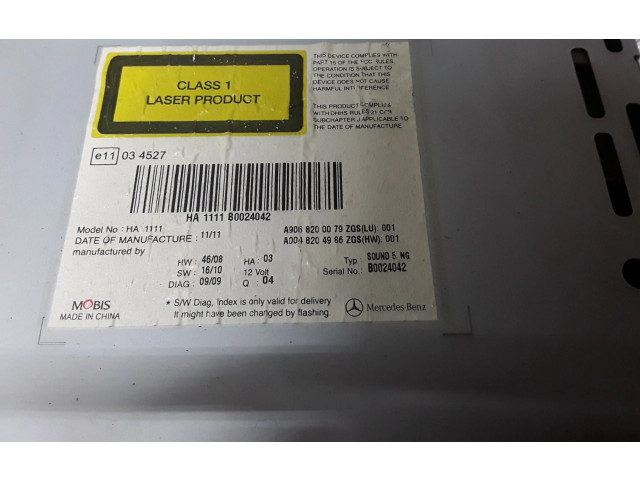 CLASS 1
LASER PRODUCT
THIS DEVICE COMPLIES WITH
PART 15 OF THE FCC RULES.
OPERATION IS SUBJECT TO
THE CONDITION THAT THIS
DEVICE DOES NOT CAUSE
HARMFUL INTERFERENCE
THIS PRODUCT COMPLIES
WITH DHHS RULES 21 CFR
SUBCHAPTER J APPLICABLE TO
THE DATE OF MANUFACTURE
e11 03 4527
HA 1111 B0024042
Model No : HA 1111
DATE OF MANUFACTURE : 11/11
manufactured by
A906 820 00 79 ZGS(LU): 001
A004 820 49 86 ZGS(HW): 001
HW : 46/08 HA : 03
SW : 16/10 12 Volt
DIAG : 09/09 Q : 04
Typ : SOUND 5 NG
Serial No.: B0024042
MOBIS
MADE IN CHINA
* S/W Diag, Index is only valid for delivery
It might have been changed by flashing.
Mercedes-Benz